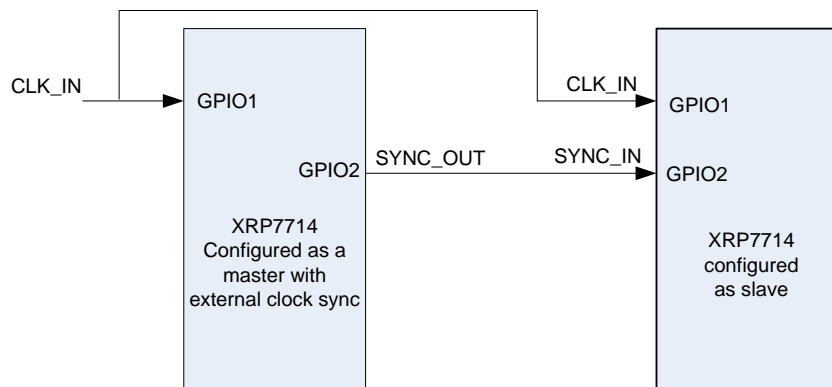 CLK_IN
GPIO1
GPIO2
SYNC_OUT
XRP7714
Configured as a
master with
external clock sync
CLK_IN
GPIO1
SYNC_IN
GPIO2
XRP7714
configured
as slave